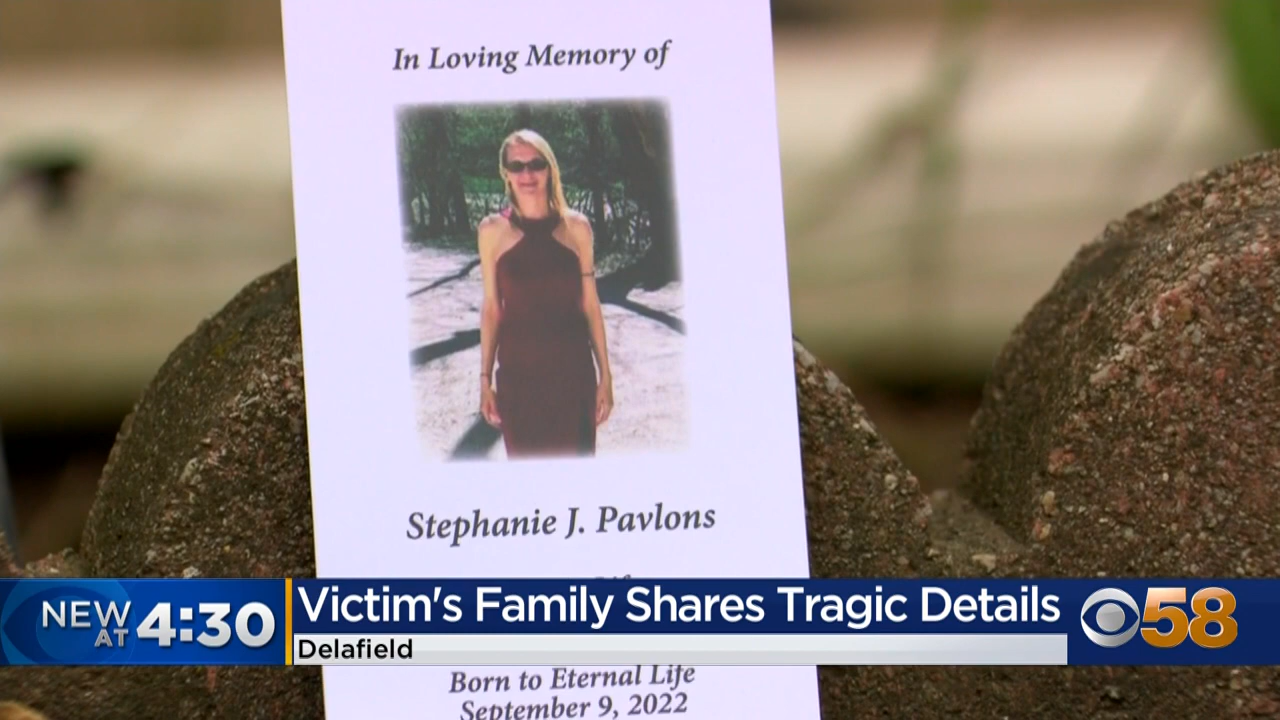 In Loving Memory of
Stephanie J. Pavlons
NEW AT 4:30
Victim's Family Shares Tragic Details
58
Delafield
Born to Eternal Life
September 9, 2022